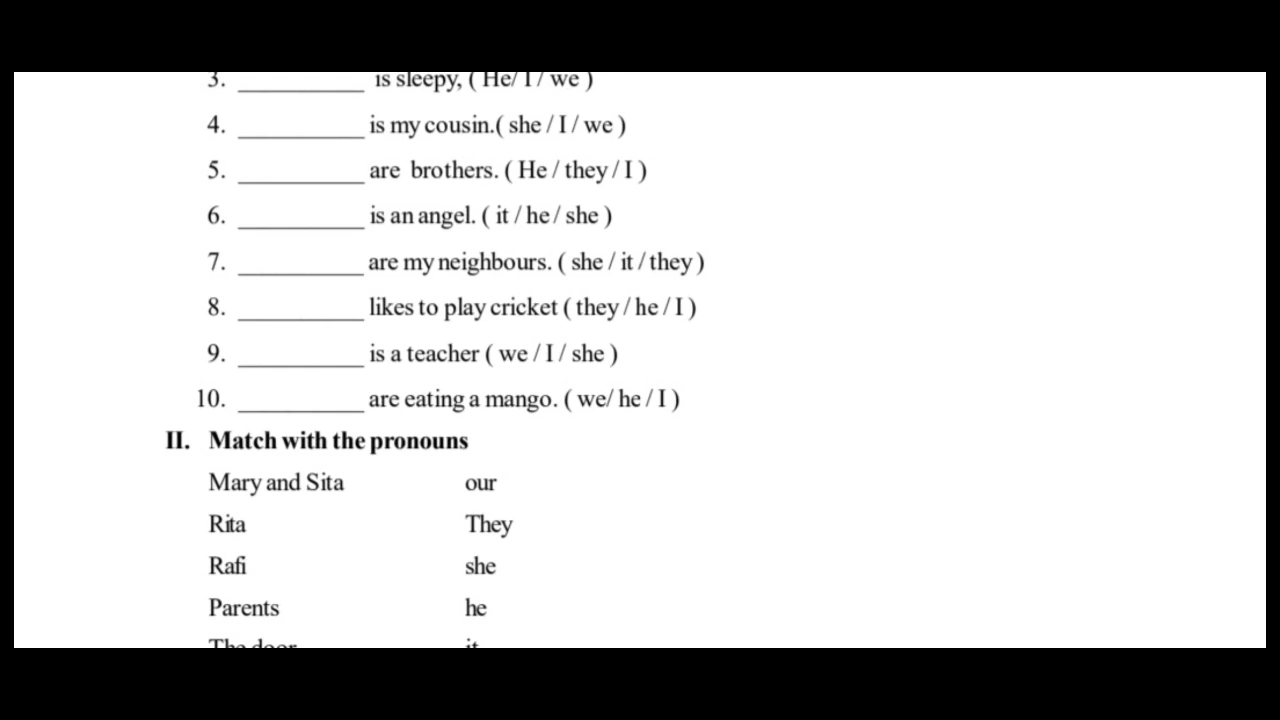 3. __________ is sleepy, ( He/ I / we )
4. __________ is my cousin.( she / I / we )
5. __________ are brothers. ( He / they / I )
6. __________ is an angel. ( it / he / she )
7. __________ are my neighbours. ( she / it / they )
8. __________ likes to play cricket ( they / he / I )
9. __________ is a teacher ( we / I / she )
10. __________ are eating a mango. ( we/ he / I )
II. Match with the pronouns
Mary and Sita our
Rita They
Rafi she
Parents he
The door it